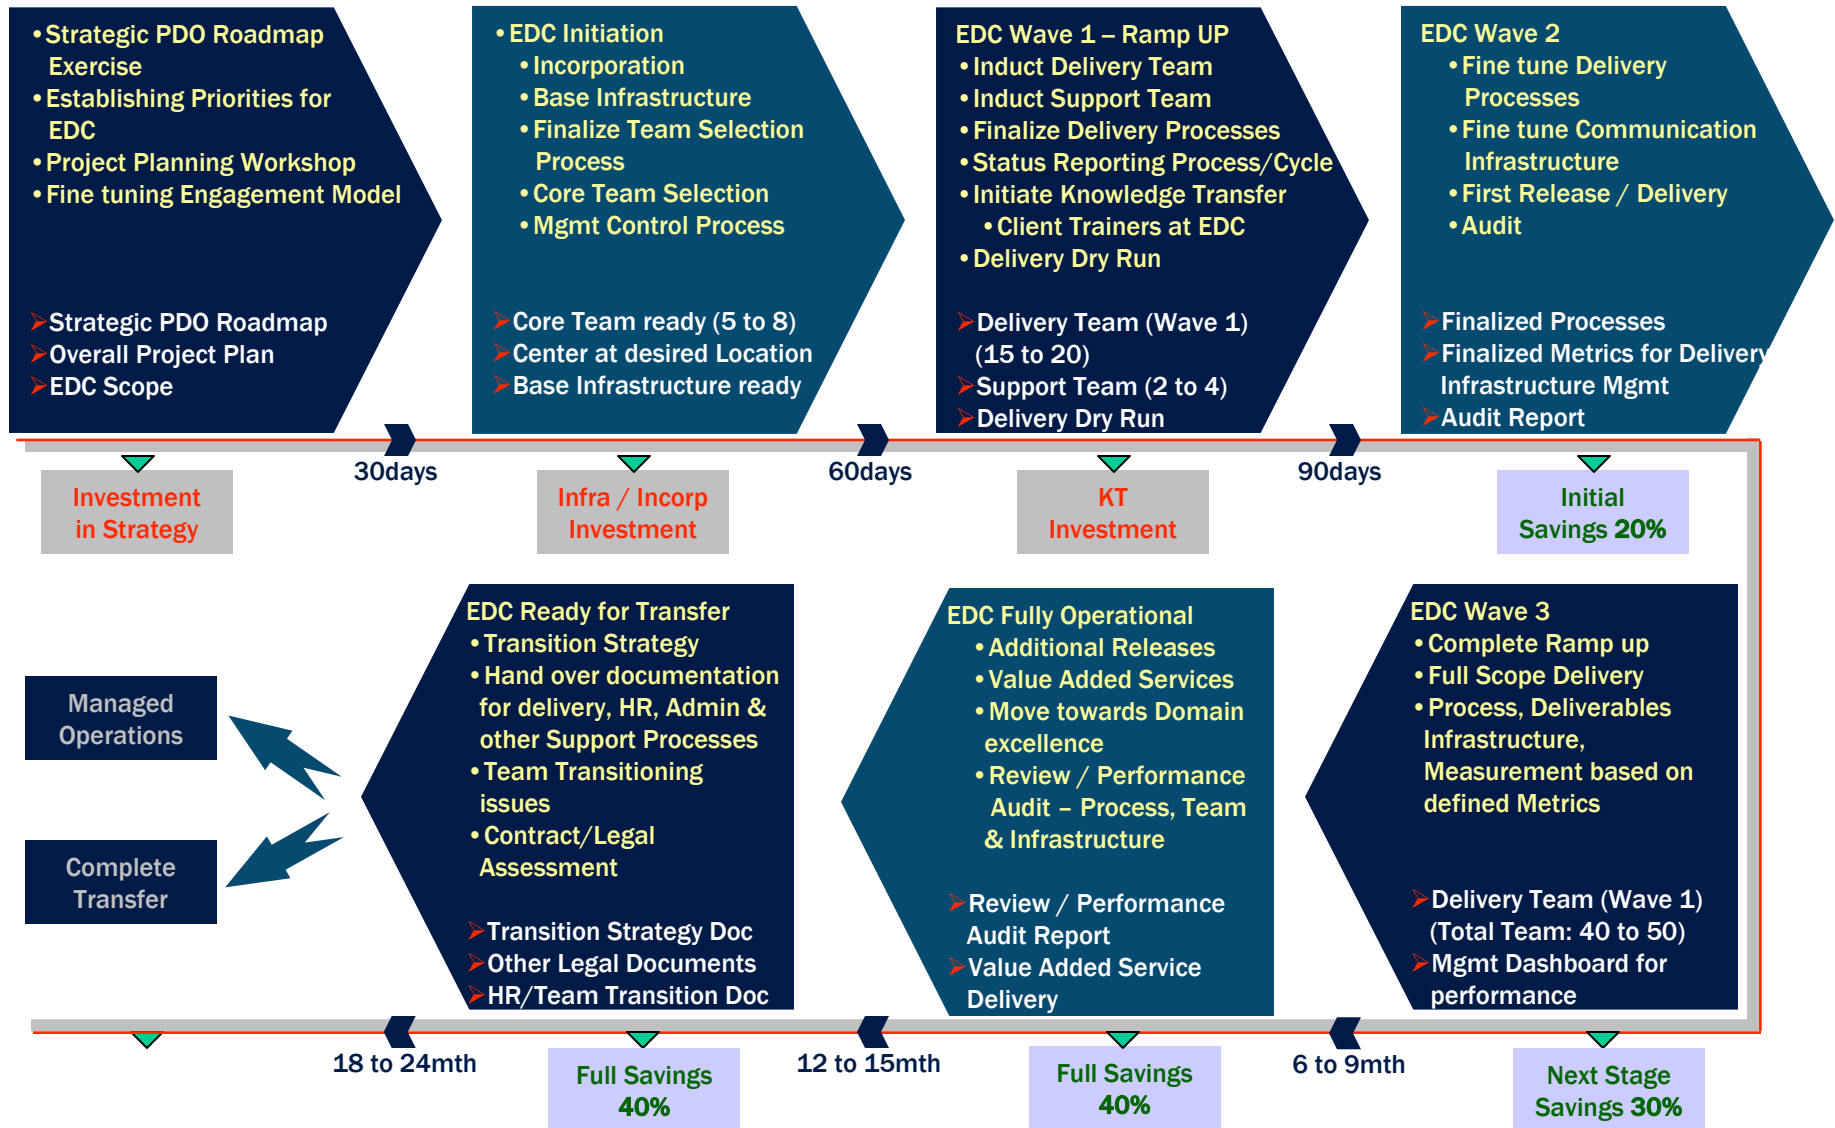 •Strategic PDO Roadmap
Exercise
•Establishing Priorities for
EDC
•Project Planning Workshop
•Fine tuning Engagement Model
➢Strategic PDO Roadmap
➢Overall Project Plan
➢EDC Scope
•EDC Initiation
•Incorporation
•Base Infrastructure
•Finalize Team Selection
Process
•Core Team Selection
•Mgmt Control Process
➢Core Team ready (5 to 8)
➢Center at desired Location
➢Base Infrastructure ready
EDC Wave 1 – Ramp UP
•Induct Delivery Team
•Induct Support Team
•Finalize Delivery Processes
•Status Reporting Process/Cycle
•Initiate Knowledge Transfer
•Client Trainers at EDC
•Delivery Dry Run
➢Delivery Team (Wave 1)
(15 to 20)
➢Support Team (2 to 4)
➢Delivery Dry Run
EDC Wave 2
•Fine tune Delivery
Processes
•Fine tune Communication
Infrastructure
•First Release / Delivery
•Audit
➢Finalized Processes
➢Finalized Metrics for Delivery
Infrastructure Mgmt
➢Audit Report
30days
60days
90days
Investment
in Strategy
Infra / Incorp
Investment
KT
Investment
Initial
Savings 20%
EDC Wave 3
•Complete Ramp up
•Full Scope Delivery
•Process, Deliverables
Infrastructure,
Measurement based on
defined Metrics
➢Delivery Team (Wave 1)
(Total Team: 40 to 50)
➢Mgmt Dashboard for
performance
EDC Fully Operational
•Additional Releases
•Value Added Services
•Move towards Domain
excellence
•Review / Performance
Audit – Process, Team
& Infrastructure
➢Review / Performance
Audit Report
➢Value Added Service
Delivery
EDC Ready for Transfer
•Transition Strategy
•Hand over documentation
for delivery, HR, Admin &
other Support Processes
•Team Transitioning
issues
•Contract/Legal
Assessment
➢Transition Strategy Doc
➢Other Legal Documents
➢HR/Team Transition Doc
Managed
Operations
Complete
Transfer
Next Stage
Savings 30%
6 to 9mth
Full Savings
40%
12 to 15mth
Full Savings
40%
18 to 24mth